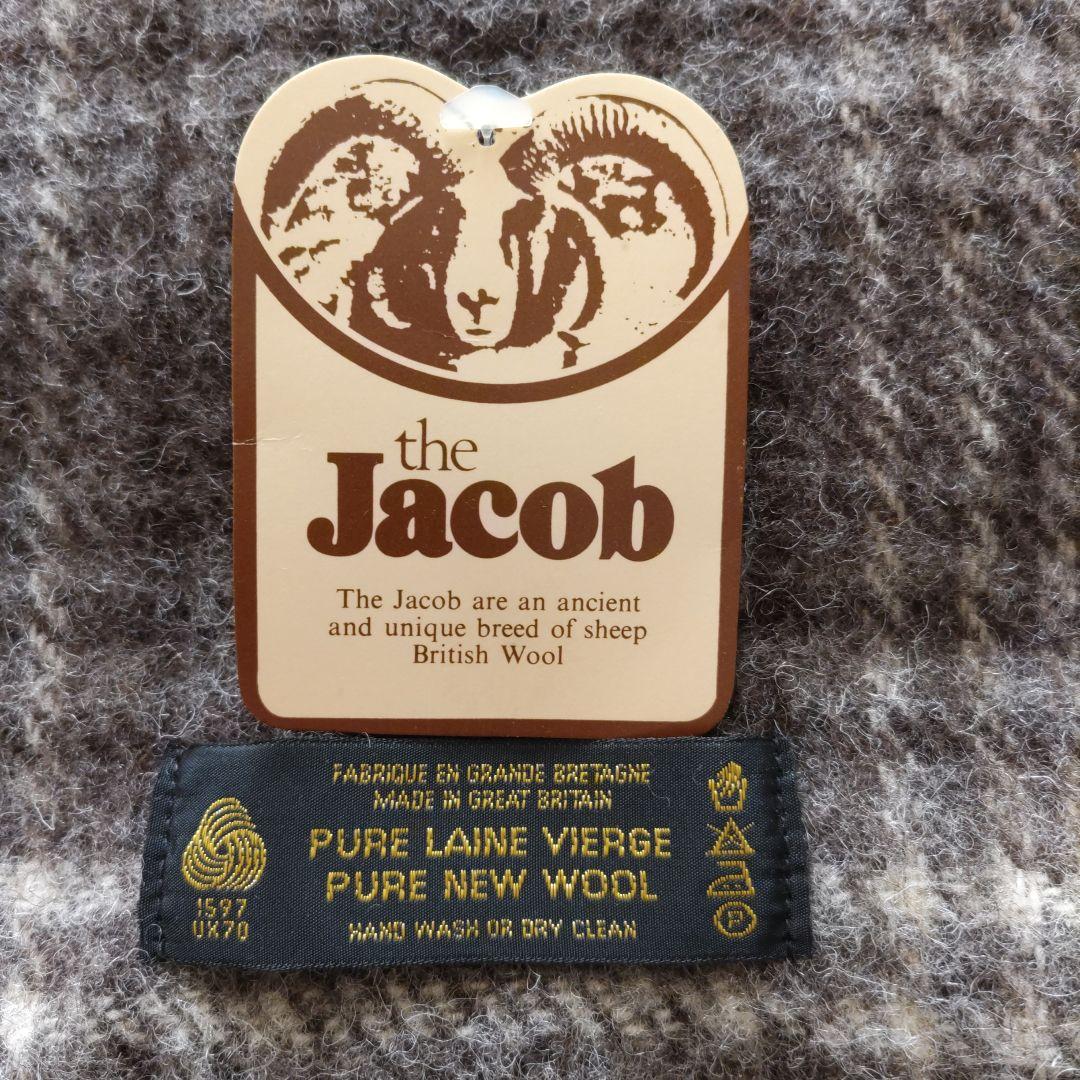 the
Jacob
The Jacob are an ancient
and unique breed of sheep
British Wool
FABRIQUE EN GRANDE BRETAGNE
MADE IN GREAT BRITAIN
PURE LAINE VIERGE
PURE NEW WOOL
HAND WASH OR DRY CLEAN
1597
UK70
P